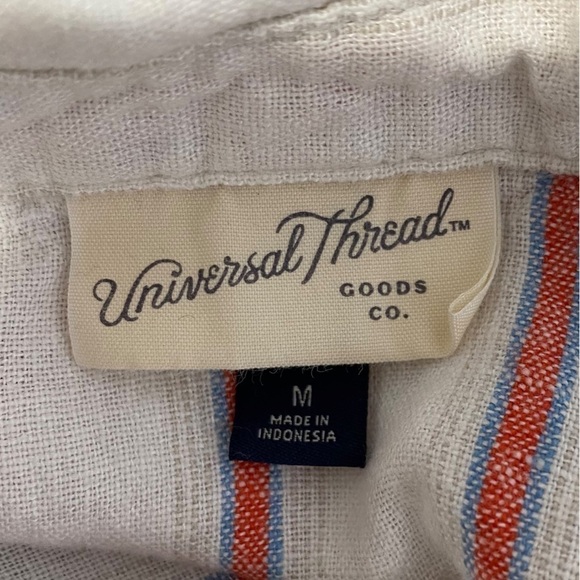 Universal Thread™
GOODS
CO.
M
MADE IN
INDONESIA